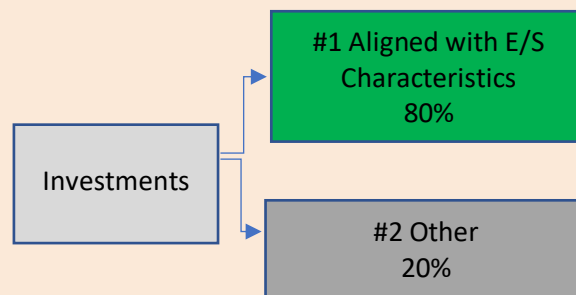 #1 Aligned with E/S
Characteristics
80%
Investments
#2 Other
20%